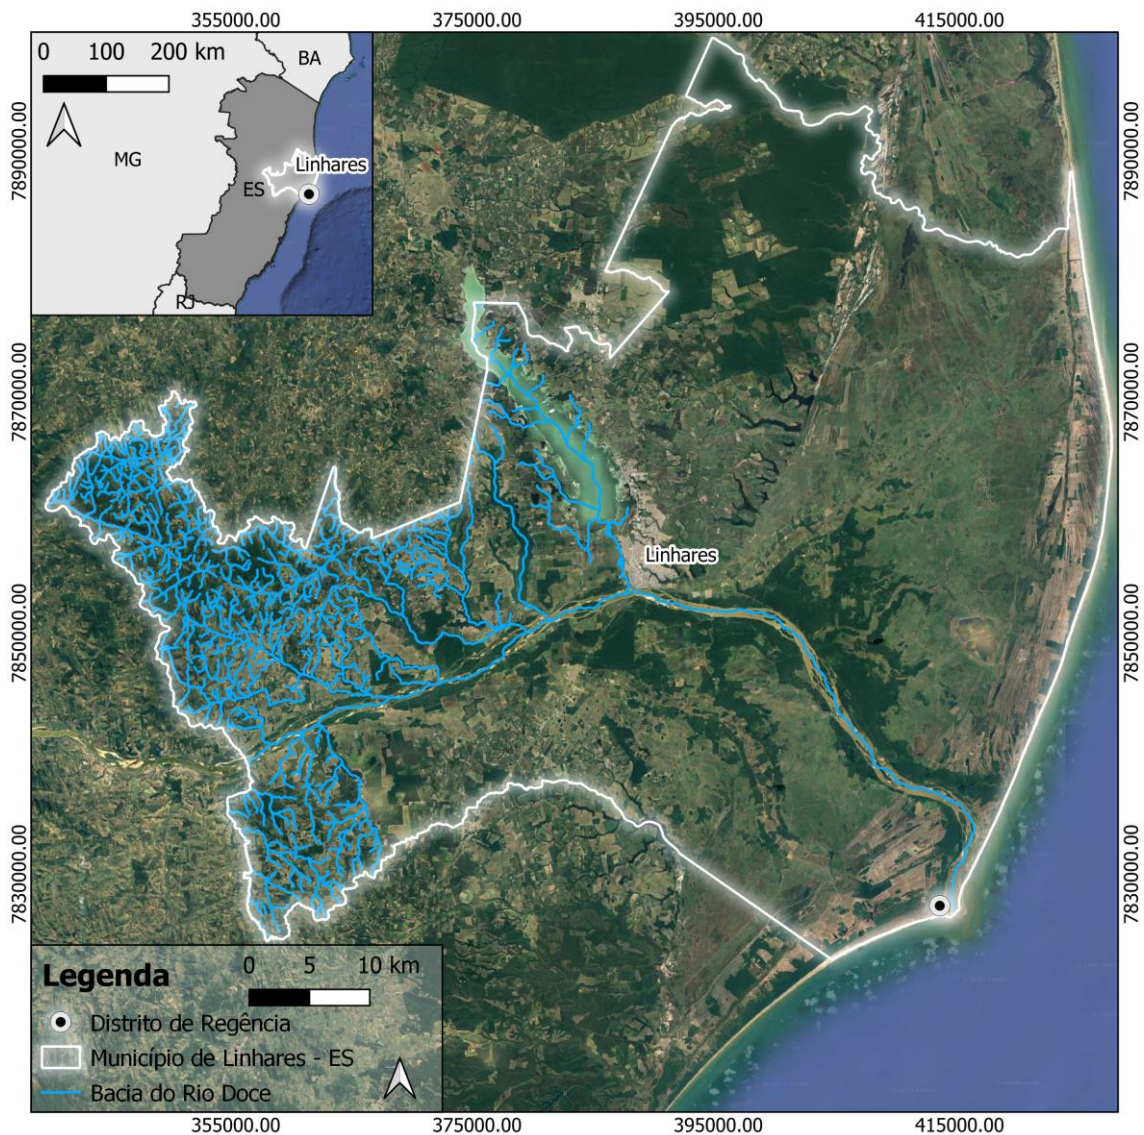 355000.00 375000.00 395000.00 415000.00
0 100 200 km
BA
MG
Linhares
ES
RJ
7890000.00
7890000.00
7870000.00
7870000.00
Linhares
7850000.00
7850000.00
7830000.00
7830000.00
Legenda
0 5 10 km
Distrito de Regência
Município de Linhares - ES
Bacia do Rio Doce
355000.00 375000.00 395000.00 415000.00